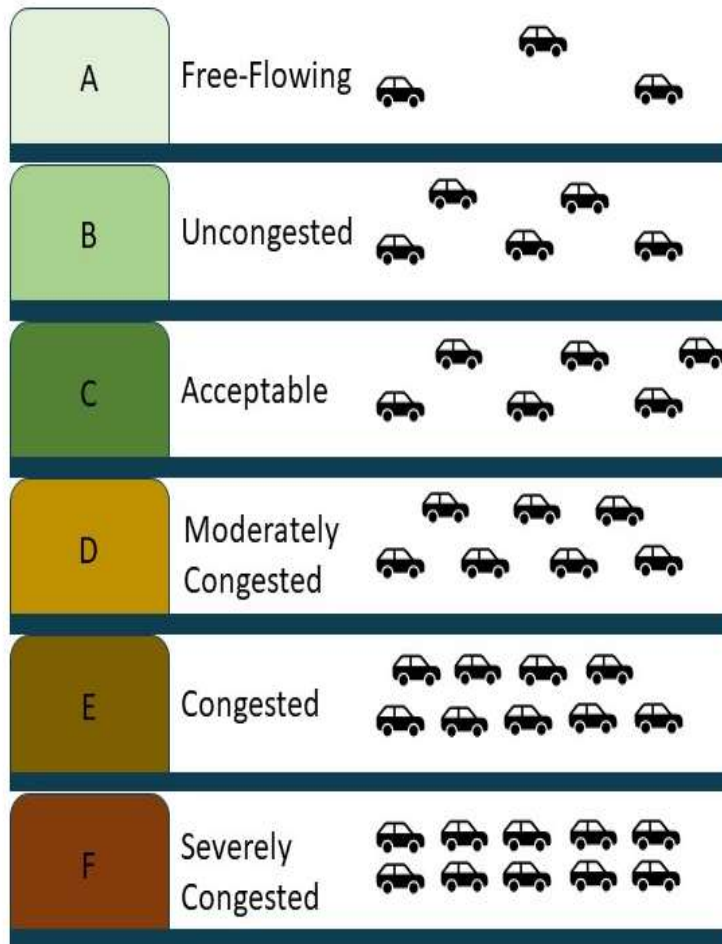 A
Free-Flowing
B
Uncongested
C
Acceptable
D
Moderately
Congested
E
Congested
F
Severely
Congested